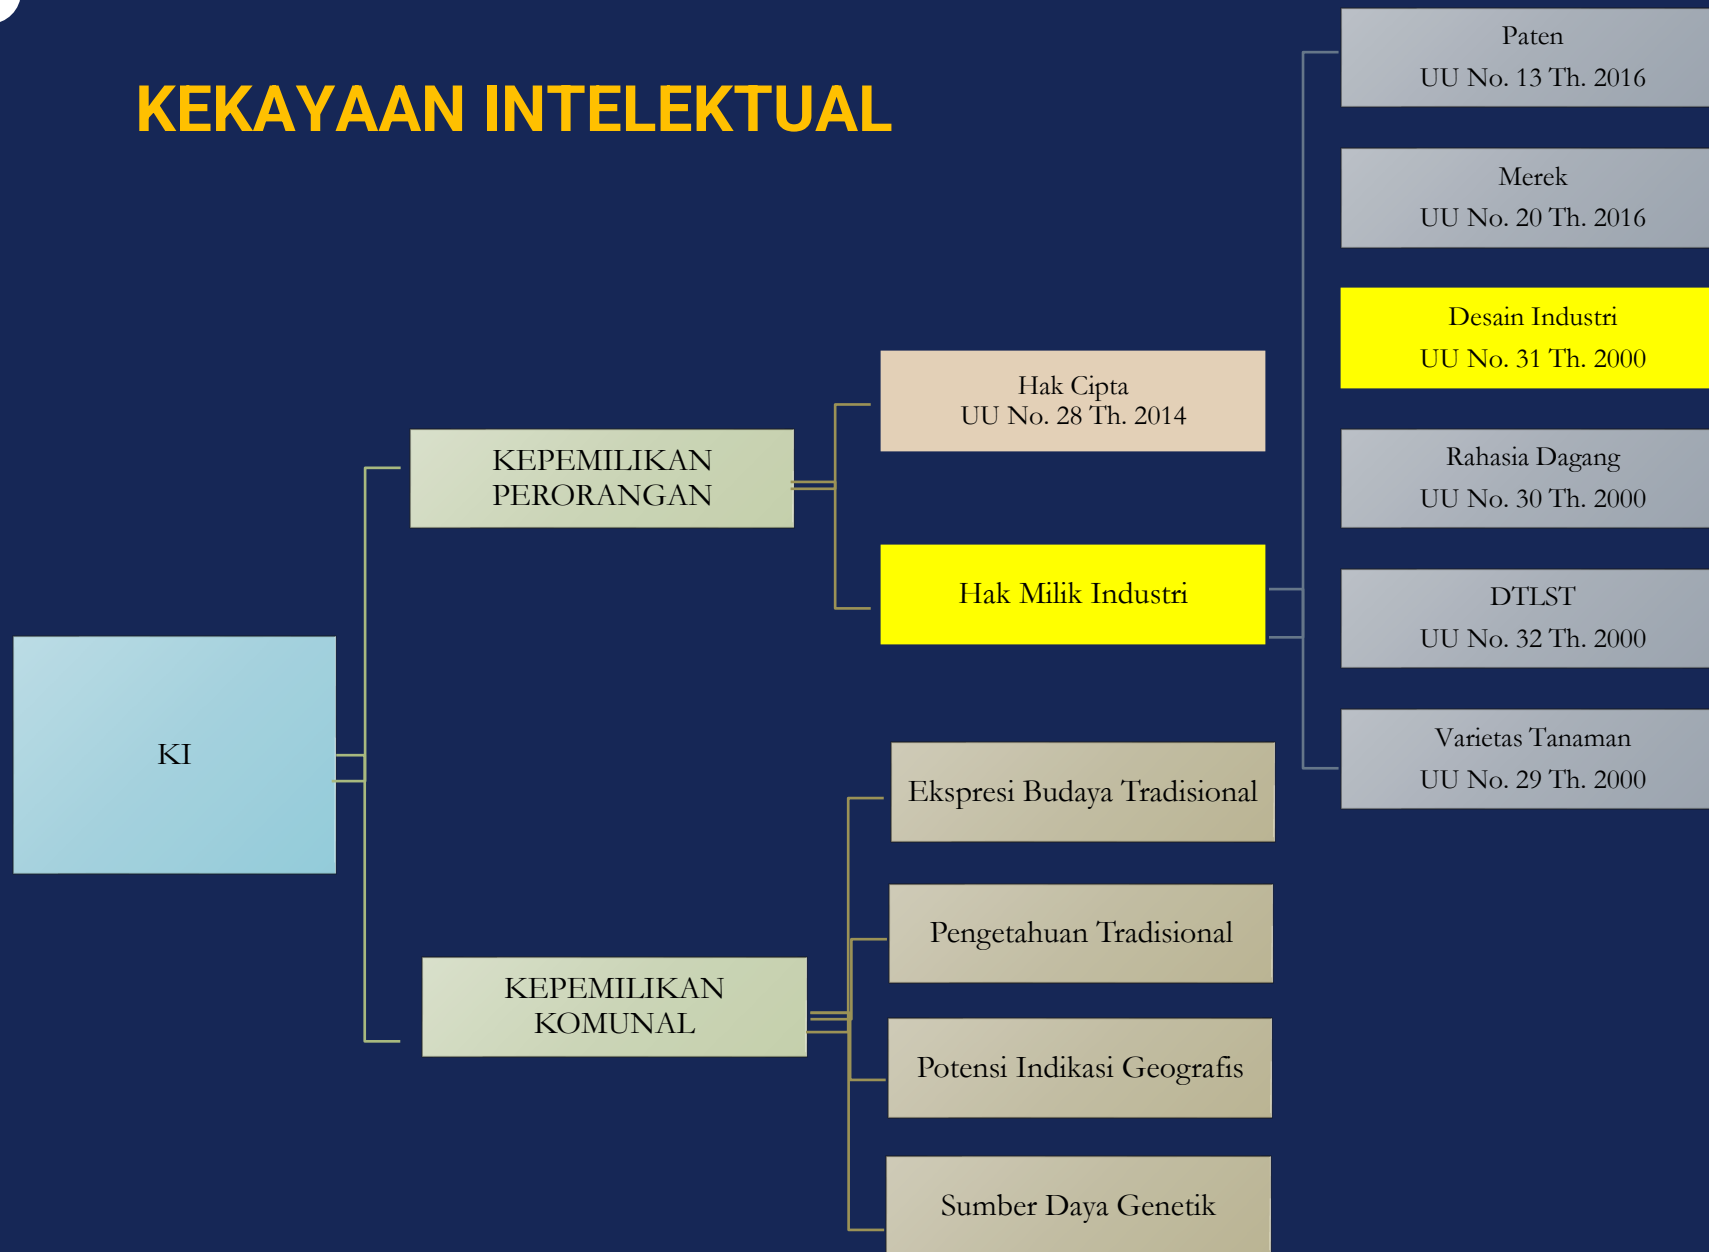 KEKAYAAN INTELEKTUAL
KI
KEPEMILIKAN
PERORANGAN
Hak Cipta
UU No. 28 Th. 2014
Hak Milik Industri
Paten
UU No. 13 Th. 2016
Merek
UU No. 20 Th. 2016
Desain Industri
UU No. 31 Th. 2000
Rahasia Dagang
UU No. 30 Th. 2000
DTLST
UU No. 32 Th. 2000
Varietas Tanaman
UU No. 29 Th. 2000
KEPEMILIKAN
KOMUNAL
Ekspresi Budaya Tradisional
Pengetahuan Tradisional
Potensi Indikasi Geografis
Sumber Daya Genetik